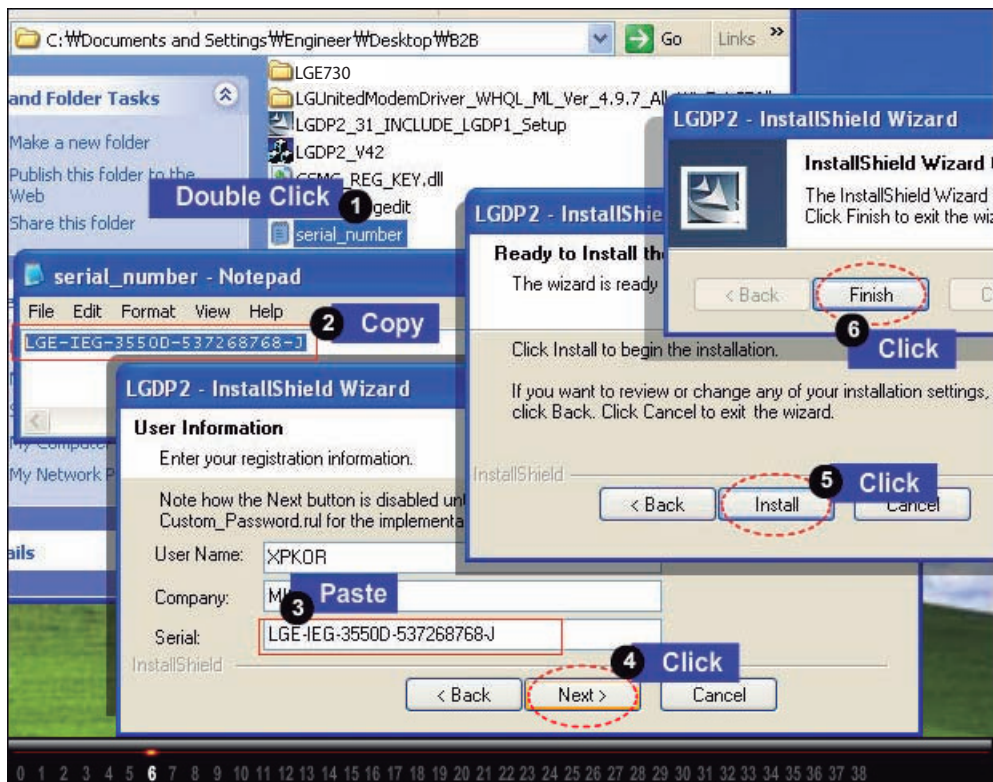 C:₩Documents and Settings₩Engineer₩Desktop₩B2B
Go
Links »
and Folder Tasks
Make a new folder
Publish this folder to the
Web
Share this folder
LGE730
LGUnitedModemDriver_WHQL_ML_Ver_4.9.7_All
LGDP2_31_INCLUDE_LGDP1_Setup
LGDP2_V42
REG_KEY.dll
gedit
serial_number
Double Click 1
serial_number - Notepad
File Edit Format View Help
2 Copy
LGE-IEG-3550D-537268768-J
My Computer
My Network P
ails
LGDP2 - InstallShield Wizard
User Information
Enter your registration information.
Note how the Next button is disabled
Custom_Password.rul for the implementa
User Name: XPKOR
Company:
3 Paste
Serial: LGE-IEG-3550D-537268768-J
InstallShield
4 Click
< Back Next > Cancel
LGDP2 - InstallShie
Ready to Install th
The wizard is ready
Click Install to begin the installation.
If you want to review or change any of your installation settings,
click Back. Click Cancel to exit the wizard.
InstallShield
5 Click
< Back Install Cancel
LGDP2 - InstallShield Wizard
InstallShield Wizard
The InstallShield Wizard
Click Finish to exit the wiz
< Back Finish C
6 Click
0 1 2 3 4 5 6 7 8 9 10 11 12 13 14 15 16 17 18 19 20 21 22 23 24 25 26 27 28 29 30 31 32 33 34 35 36 37 38